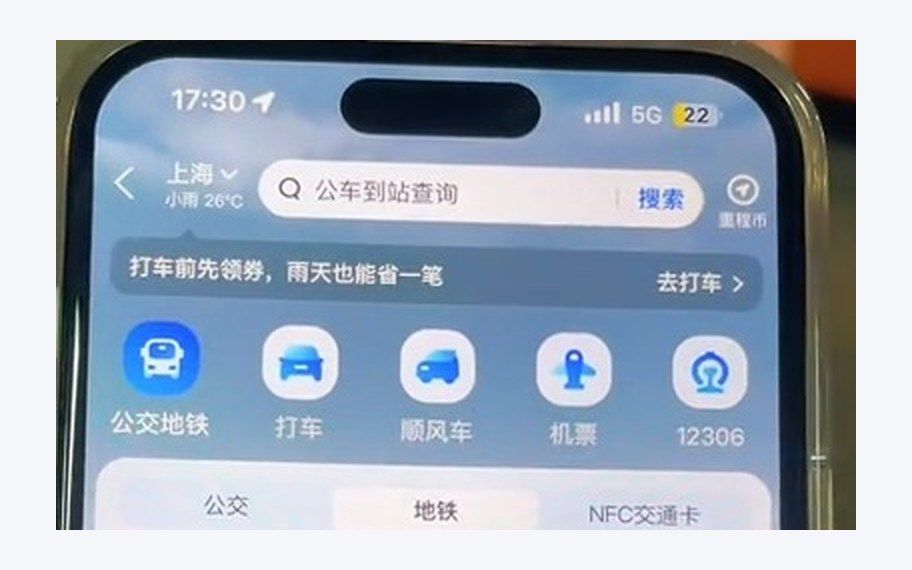 17:30 5G 22
上海
小雨 26°C
公车到站查询 搜索
里程币
打车前先领券，雨天也能省一笔 去打车
公交地铁 打车 顺风车 机票 12306
公交 地铁 NFC交通卡